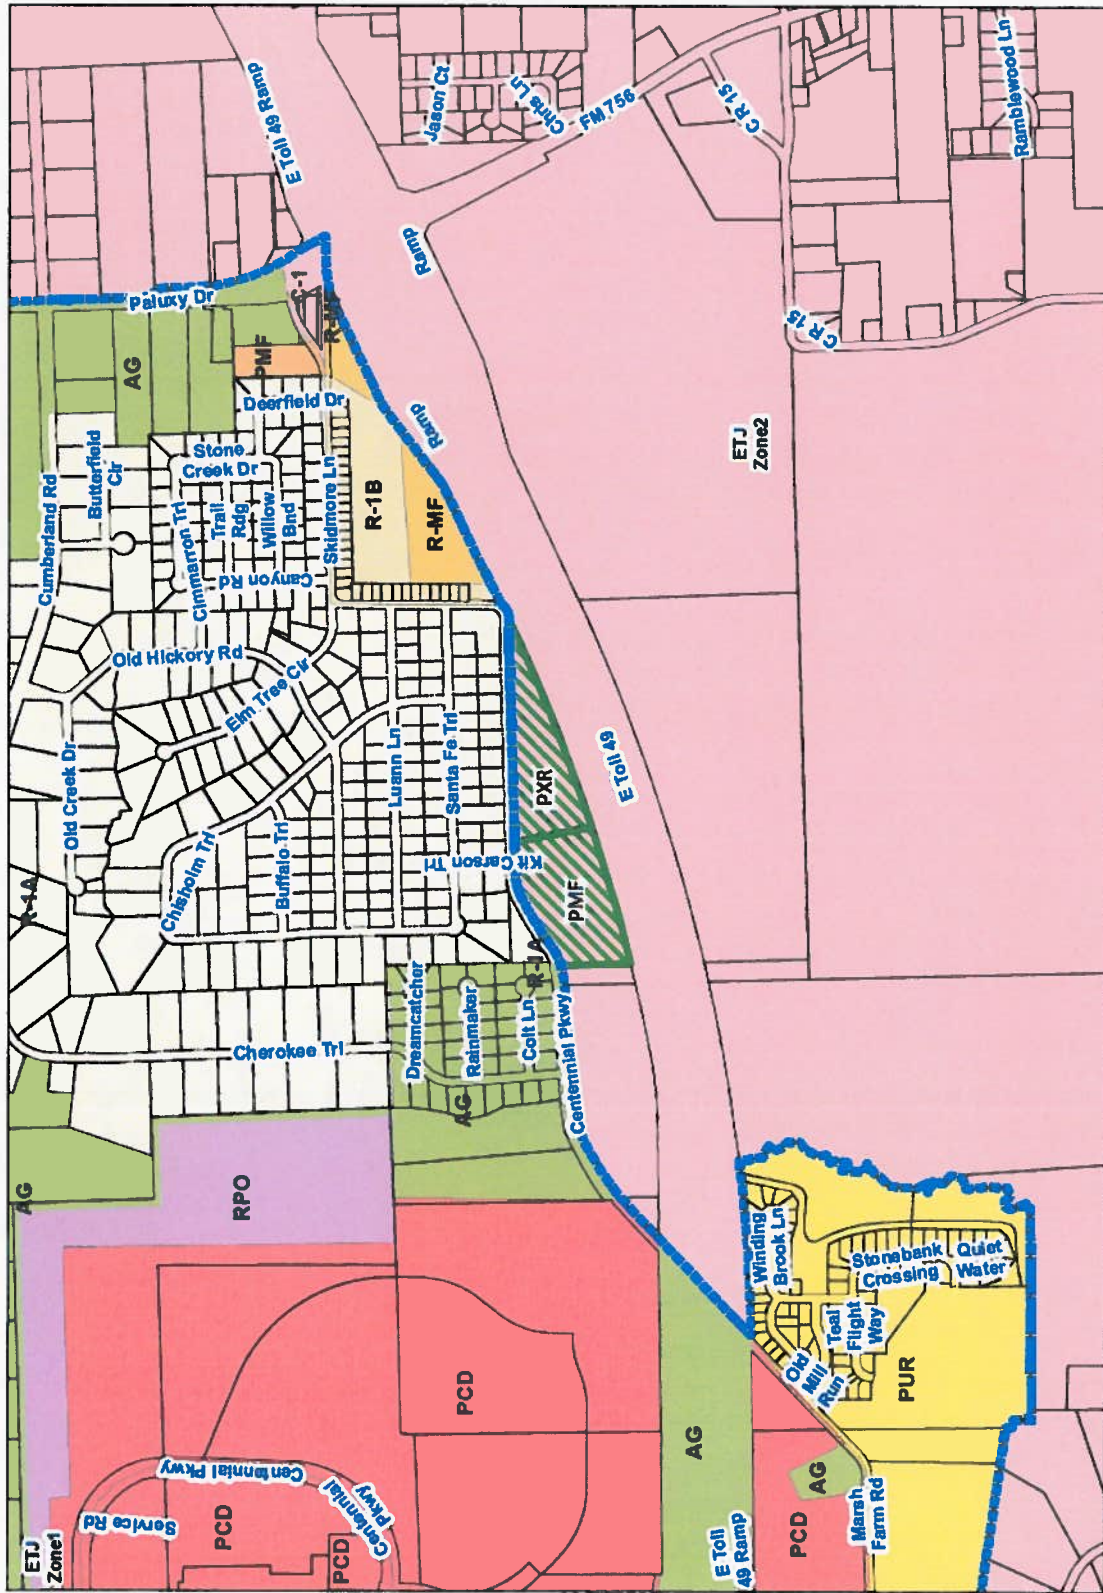 E Toll 49 Ramp
Jason Ct
Chris Ln
FM 756
C R 15
Ramblewood Ln
Paluxy Dr
C-1
R-MF
PMF
AG
Ramp
Ramp
C R 15
Cumberland Rd
Butterfield
Cir
Deerfield Dr
Stone
Creek Dr
Cimmarron Trl
Trail
Rdg
Willow
Bnd
Skidmore Ln
Canyon Rd
R-1B
R-MF
ETJ
Zone2
Old Hickory Rd
Elm Tree Cir
Old Creek Dr
Luann Ln
Santa Fe Trl
Chisholm Trl
Buffalo Trl
Kit Carson Trl
PXR
PMF
E Toll 49
R-1A
R-1A
Cherokee Trl
Dreamcatcher
Rainmaker
Colt Ln
AG
Centennial Pkwy
AG
RPO
PCD
Winding
Brook Ln
Stonebank
Crossing
Quiet
Water
Teal
Flight
Way
Old
Mill
Run
PUR
ETJ
Zone1
Service Rd
Centennial Pkwy
Centennial
Pkwy
PCD
PCD
AG
E Toll
49 Ramp
PCD
AG
Marsh
Farm Rd